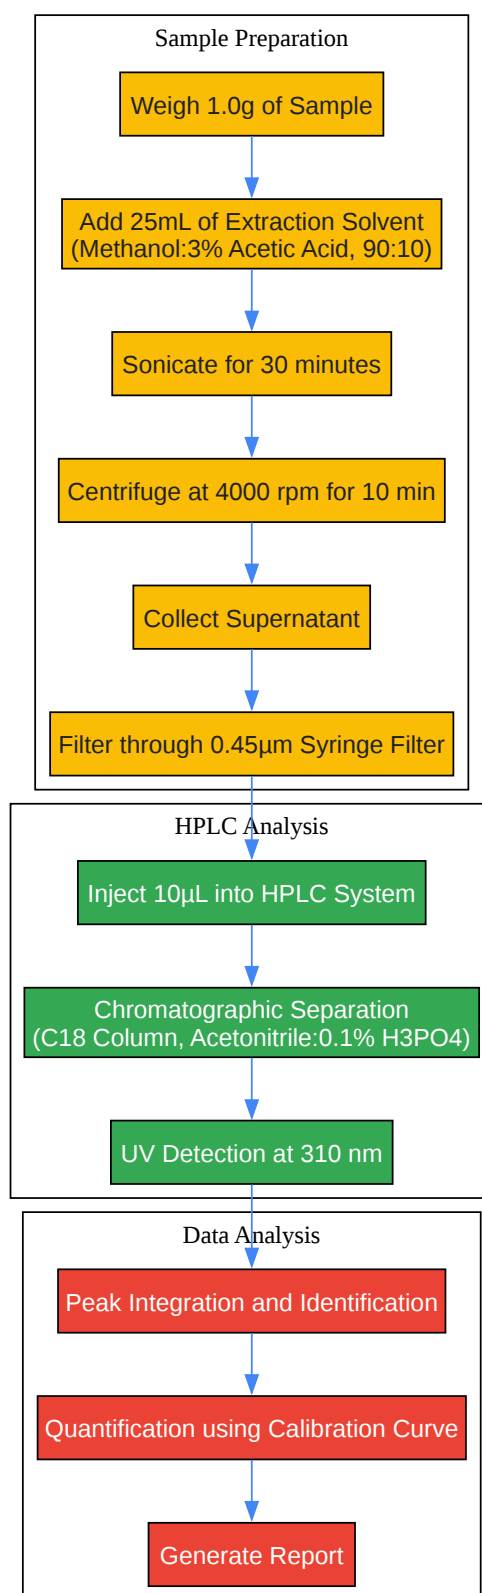 Sample Preparation
Weigh 1.0g of Sample
Add 25mL of Extraction Solvent
(Methanol:3% Acetic Acid, 90:10)
Sonicate for 30 minutes
Centrifuge at 4000 rpm for 10 min
Collect Supernatant
Filter through 0.45µm Syringe Filter
HPLC Analysis
Inject 10µL into HPLC System
Chromatographic Separation
(C18 Column, Acetonitrile:0.1% H3PO4)
UV Detection at 310 nm
Data Analysis
Peak Integration and Identification
Quantification using Calibration Curve
Generate Report